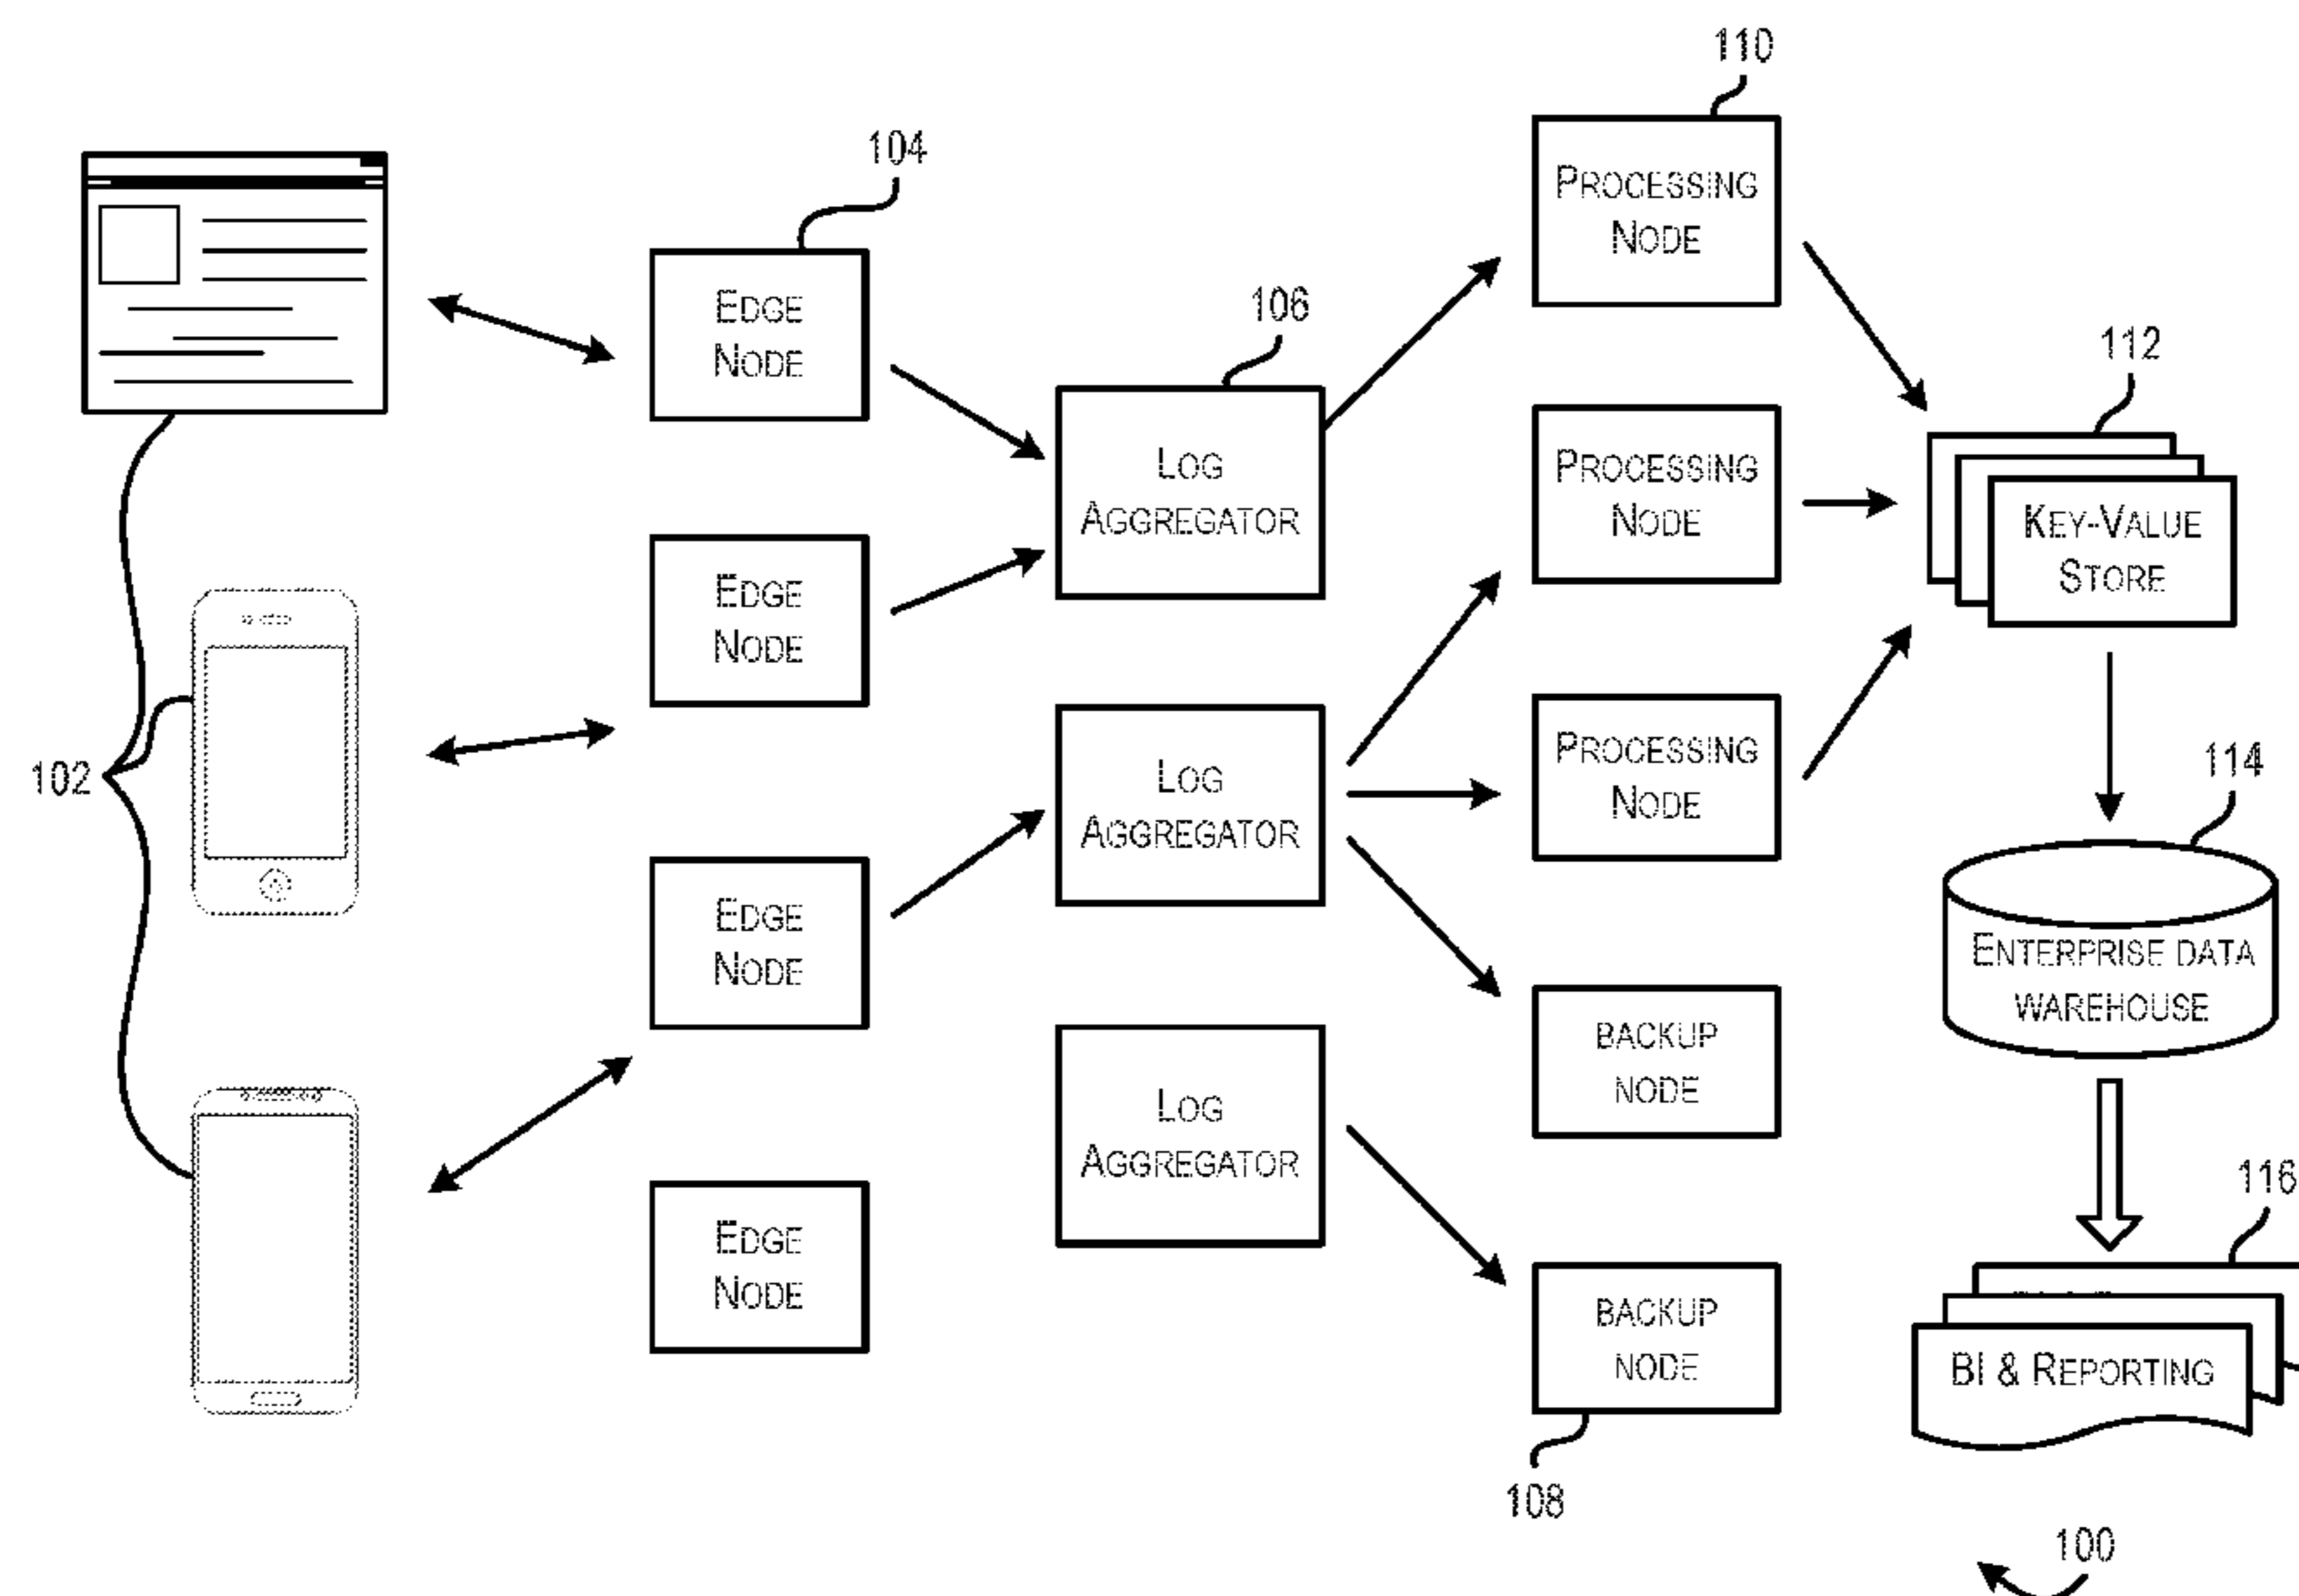 110
104
PROCESSING
NODE
EDGE
NODE
106
112
LOG
AGGREGATOR
PROCESSING
NODE
KEY-VALUE
STORE
EDGE
NODE
102
LOG
AGGREGATOR
PROCESSING
NODE
114
EDGE
NODE
ENTERPRISE DATA
WAREHOUSE
BACKUP
NODE
LOG
AGGREGATOR
116
EDGE
NODE
BACKUP
NODE
BI & REPORTING
108
100